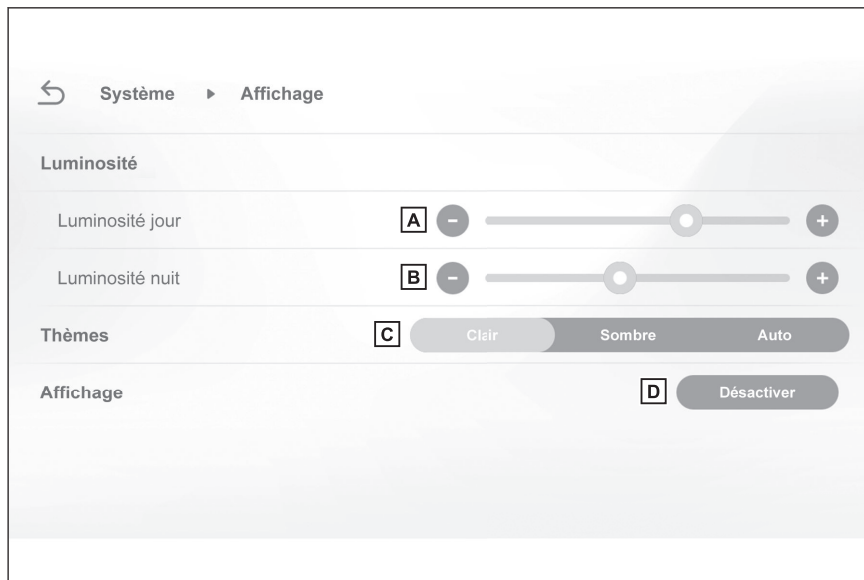 Système ▶ Affichage
Luminosité
Luminosité jour A - +
Luminosité nuit B - +
Thèmes C Clair Sombre Auto
Affichage D Désactiver